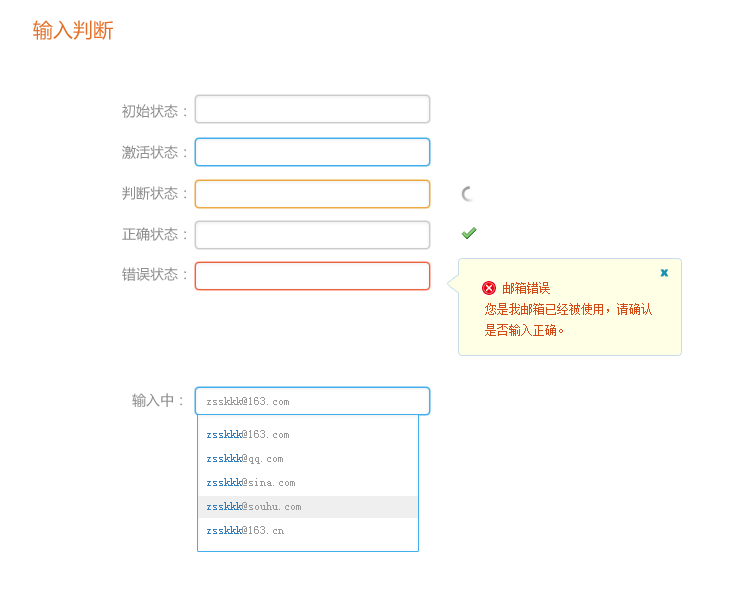 输入判断
初始状态：
激活状态：
判断状态：
正确状态：
错误状态：
x
邮箱错误
您是我邮箱已经被使用，请确认
是否输入正确。
输入中： zsskkk@163.com
zsskkk@163.com
zsskkk@qq.com
zsskkk@sina.com
zsskkk@souhu.com
zsskkk@163.cn